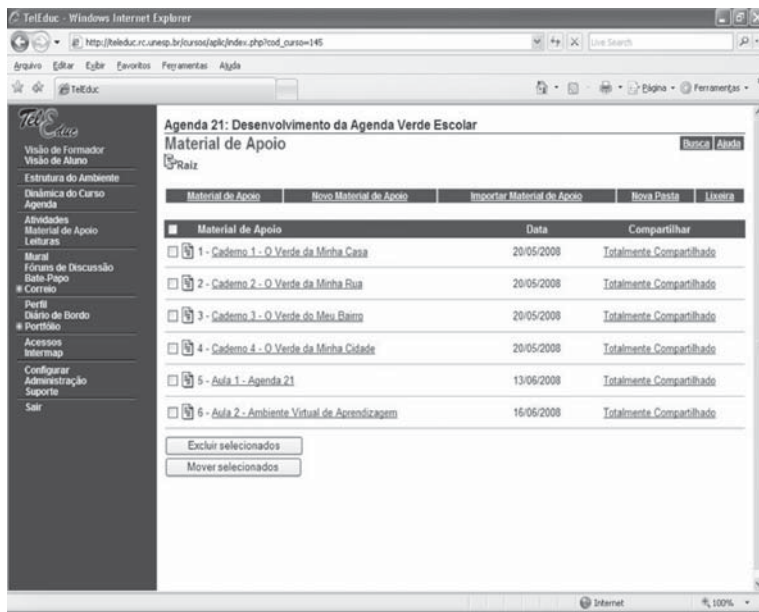 TelEduc - Windows Internet Explorer
http://teleduc.rc.unesp.br/cursos/aplic/index.php?cod_curso=145
Live Search
Arquivo Editar Exibir Favoritos Ferramentas Ajuda
TelEduc
Página Ferramentas
TelEduc
Visão de Formador
Visão de Aluno
Estrutura do Ambiente
Dinâmica do Curso
Agenda
Atividades
Material de Apoio
Leituras
Mural
Fóruns de Discussão
Bate-Papo
Correio
Perfil
Diário de Bordo
Portfólio
Acessos
Intermap
Configurar
Administração
Suporte
Sair
Agenda 21: Desenvolvimento da Agenda Verde Escolar
Material de Apoio
Busca Ajuda
Raiz
Material de Apoio Novo Material de Apoio Importar Material de Apoio Nova Pasta Lixeira
Material de Apoio Data Compartilhar
1 - Caderno 1 - O Verde da Minha Casa 20/05/2008 Totalmente Compartilhado
2 - Caderno 2 - O Verde da Minha Rua 20/05/2008 Totalmente Compartilhado
3 - Caderno 3 - O Verde do Meu Bairro 20/05/2008 Totalmente Compartilhado
4 - Caderno 4 - O Verde da Minha Cidade 20/05/2008 Totalmente Compartilhado
5 - Aula 1 - Agenda 21 13/06/2008 Totalmente Compartilhado
6 - Aula 2 - Ambiente Virtual de Aprendizagem 16/06/2008 Totalmente Compartilhado
Excluir selecionados
Mover selecionados
Internet 100%